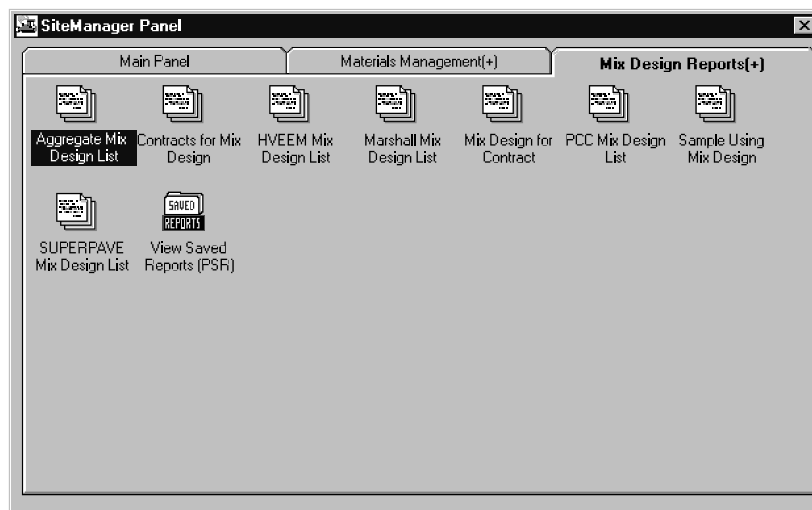 SiteManager Panel
Main Panel
Materials Management(+)
Mix Design Reports(+)
Aggregate Mix
Design List
Contracts for Mix
Design
HVEEM Mix
Design List
Marshall Mix
Design List
Mix Design for
Contract
PCC Mix Design
List
Sample Using
Mix Design
SUPERPAVE
Mix Design List
SAVED
REPORTS
View Saved
Reports (PSR)